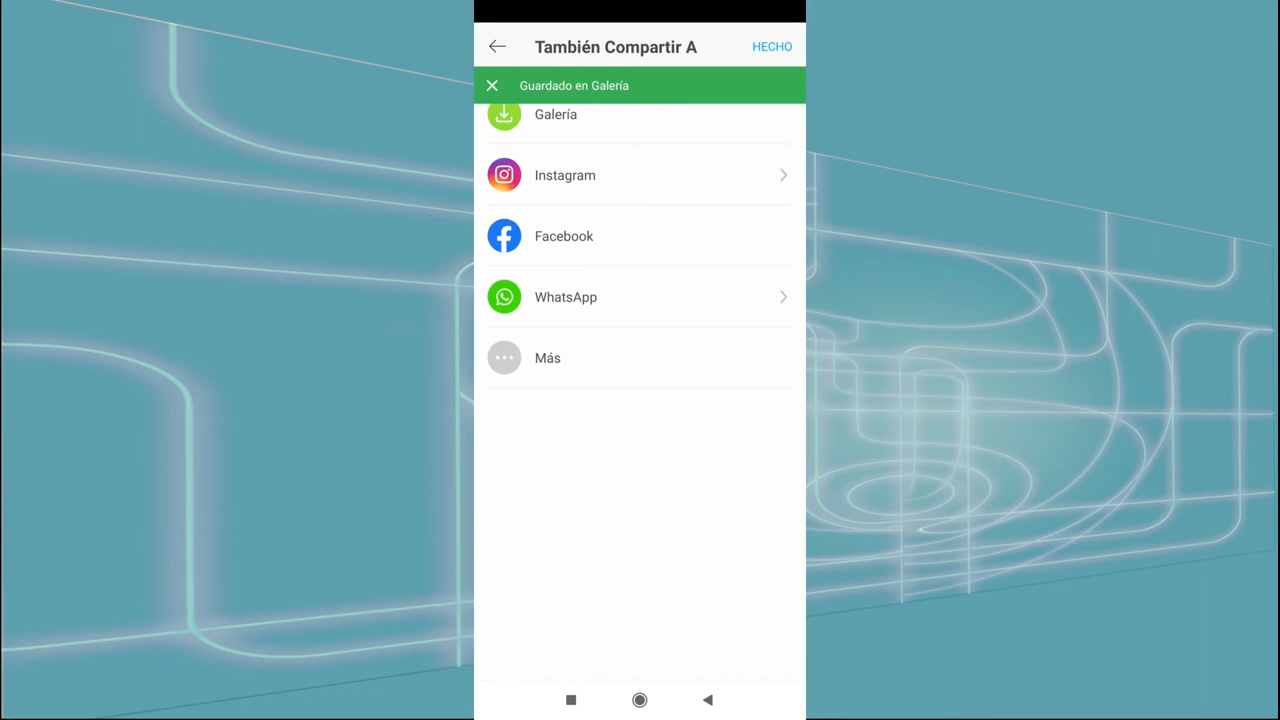 También Compartir A
HECHO
Guardado en Galería
Galería
Instagram
Facebook
WhatsApp
Más